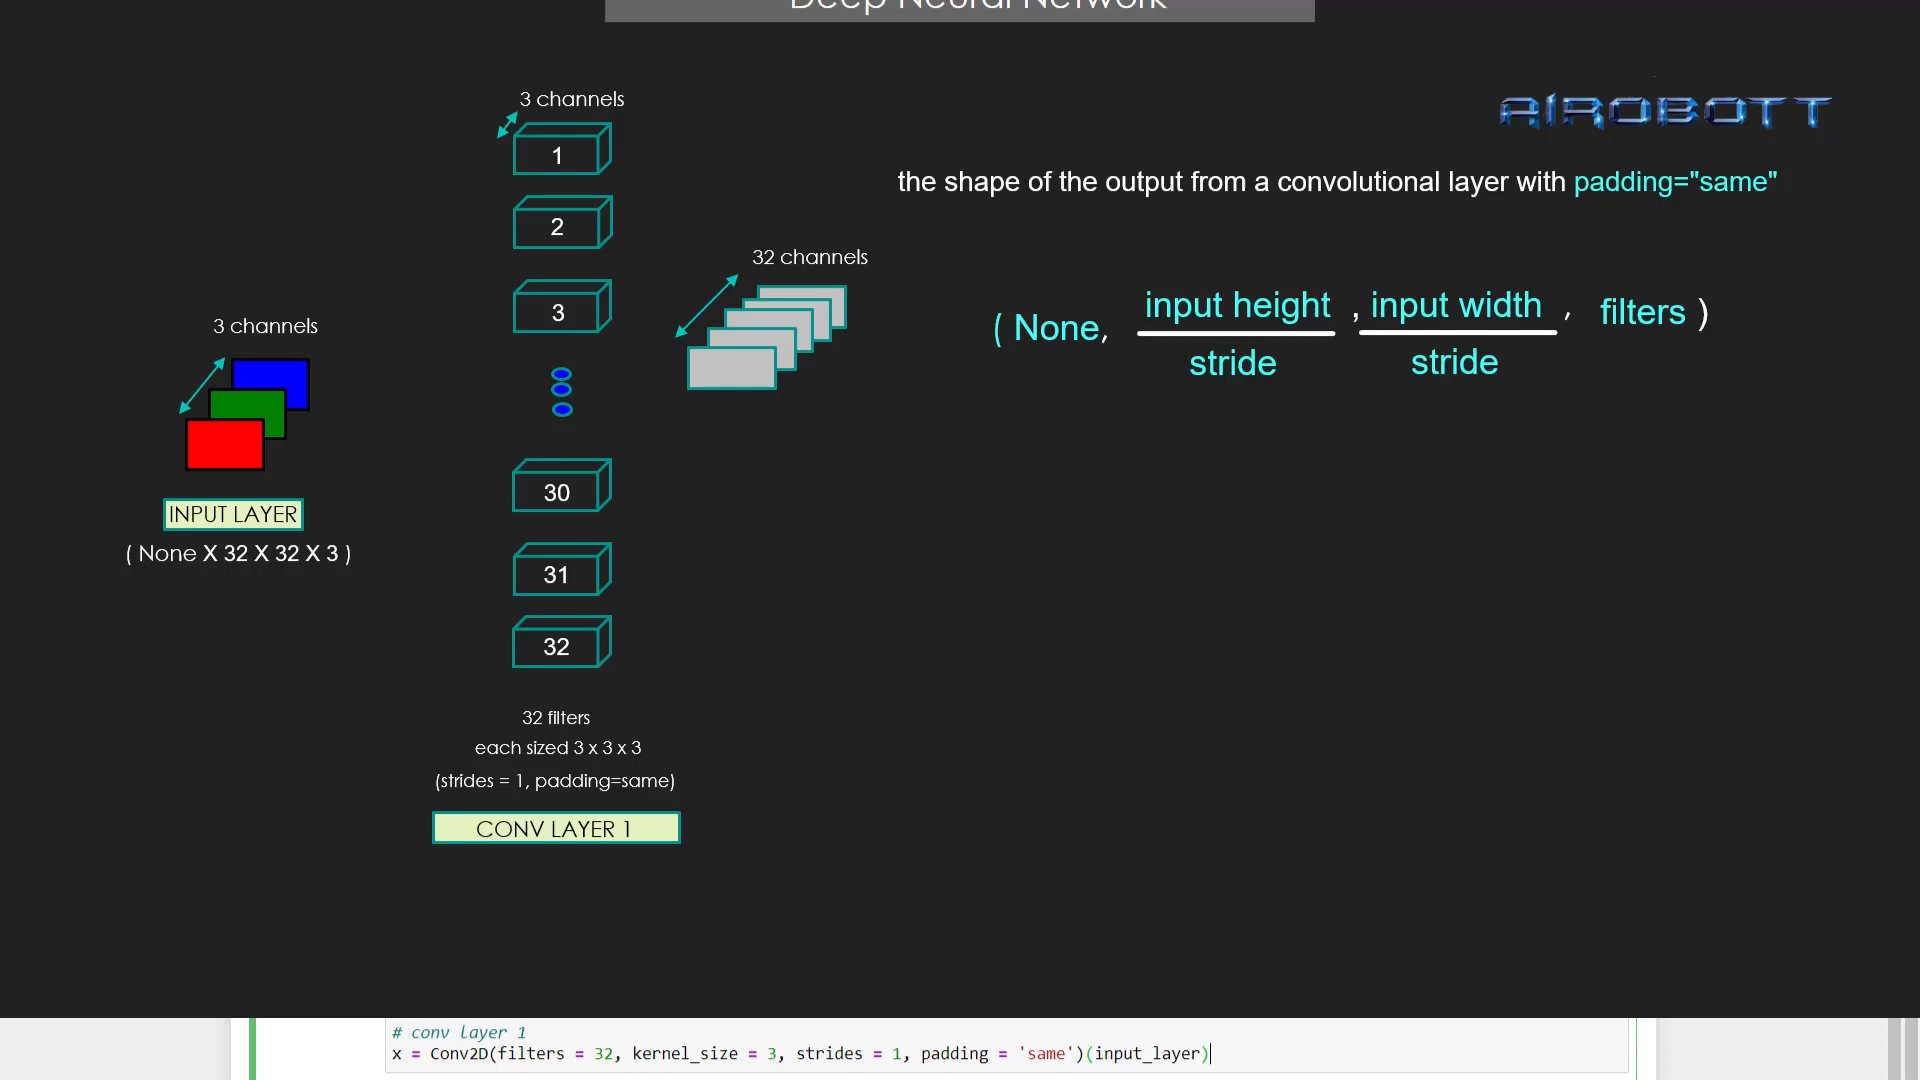 Deep Neural Network
3 channels
1
AIROBOTT
the shape of the output from a convolutional layer with padding="same"
2
32 channels
3
( None, input height , input width , filters )
stride stride
3 channels
30
INPUT LAYER
( None X 32 X 32 X 3 )
31
32
32 filters
each sized 3 x 3 x 3
(strides = 1, padding=same)
CONV LAYER 1
# conv layer 1
x = Conv2D(filters = 32, kernel_size = 3, strides = 1, padding = 'same')(input_layer)